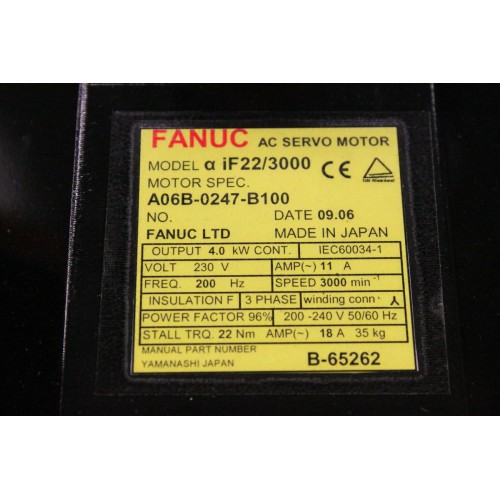 FANUC AC SERVO MOTOR
MODEL α iF22/3000
CE
MOTOR SPEC.
A06B-0247-B100
NO. DATE 09.06
FANUC LTD MADE IN JAPAN
OUTPUT 4.0 kW CONT. IEC60034-1
VOLT 230 V AMP(~) 11 A
FREQ. 200 Hz SPEED 3000 min⁻¹
INSULATION F 3 PHASE winding conn. 人
POWER FACTOR 96% 200 -240 V 50/60 Hz
STALL TRQ. 22 Nm AMP(~) 18 A 35 kg
MANUAL PART NUMBER
YAMANASHI JAPAN B-65262